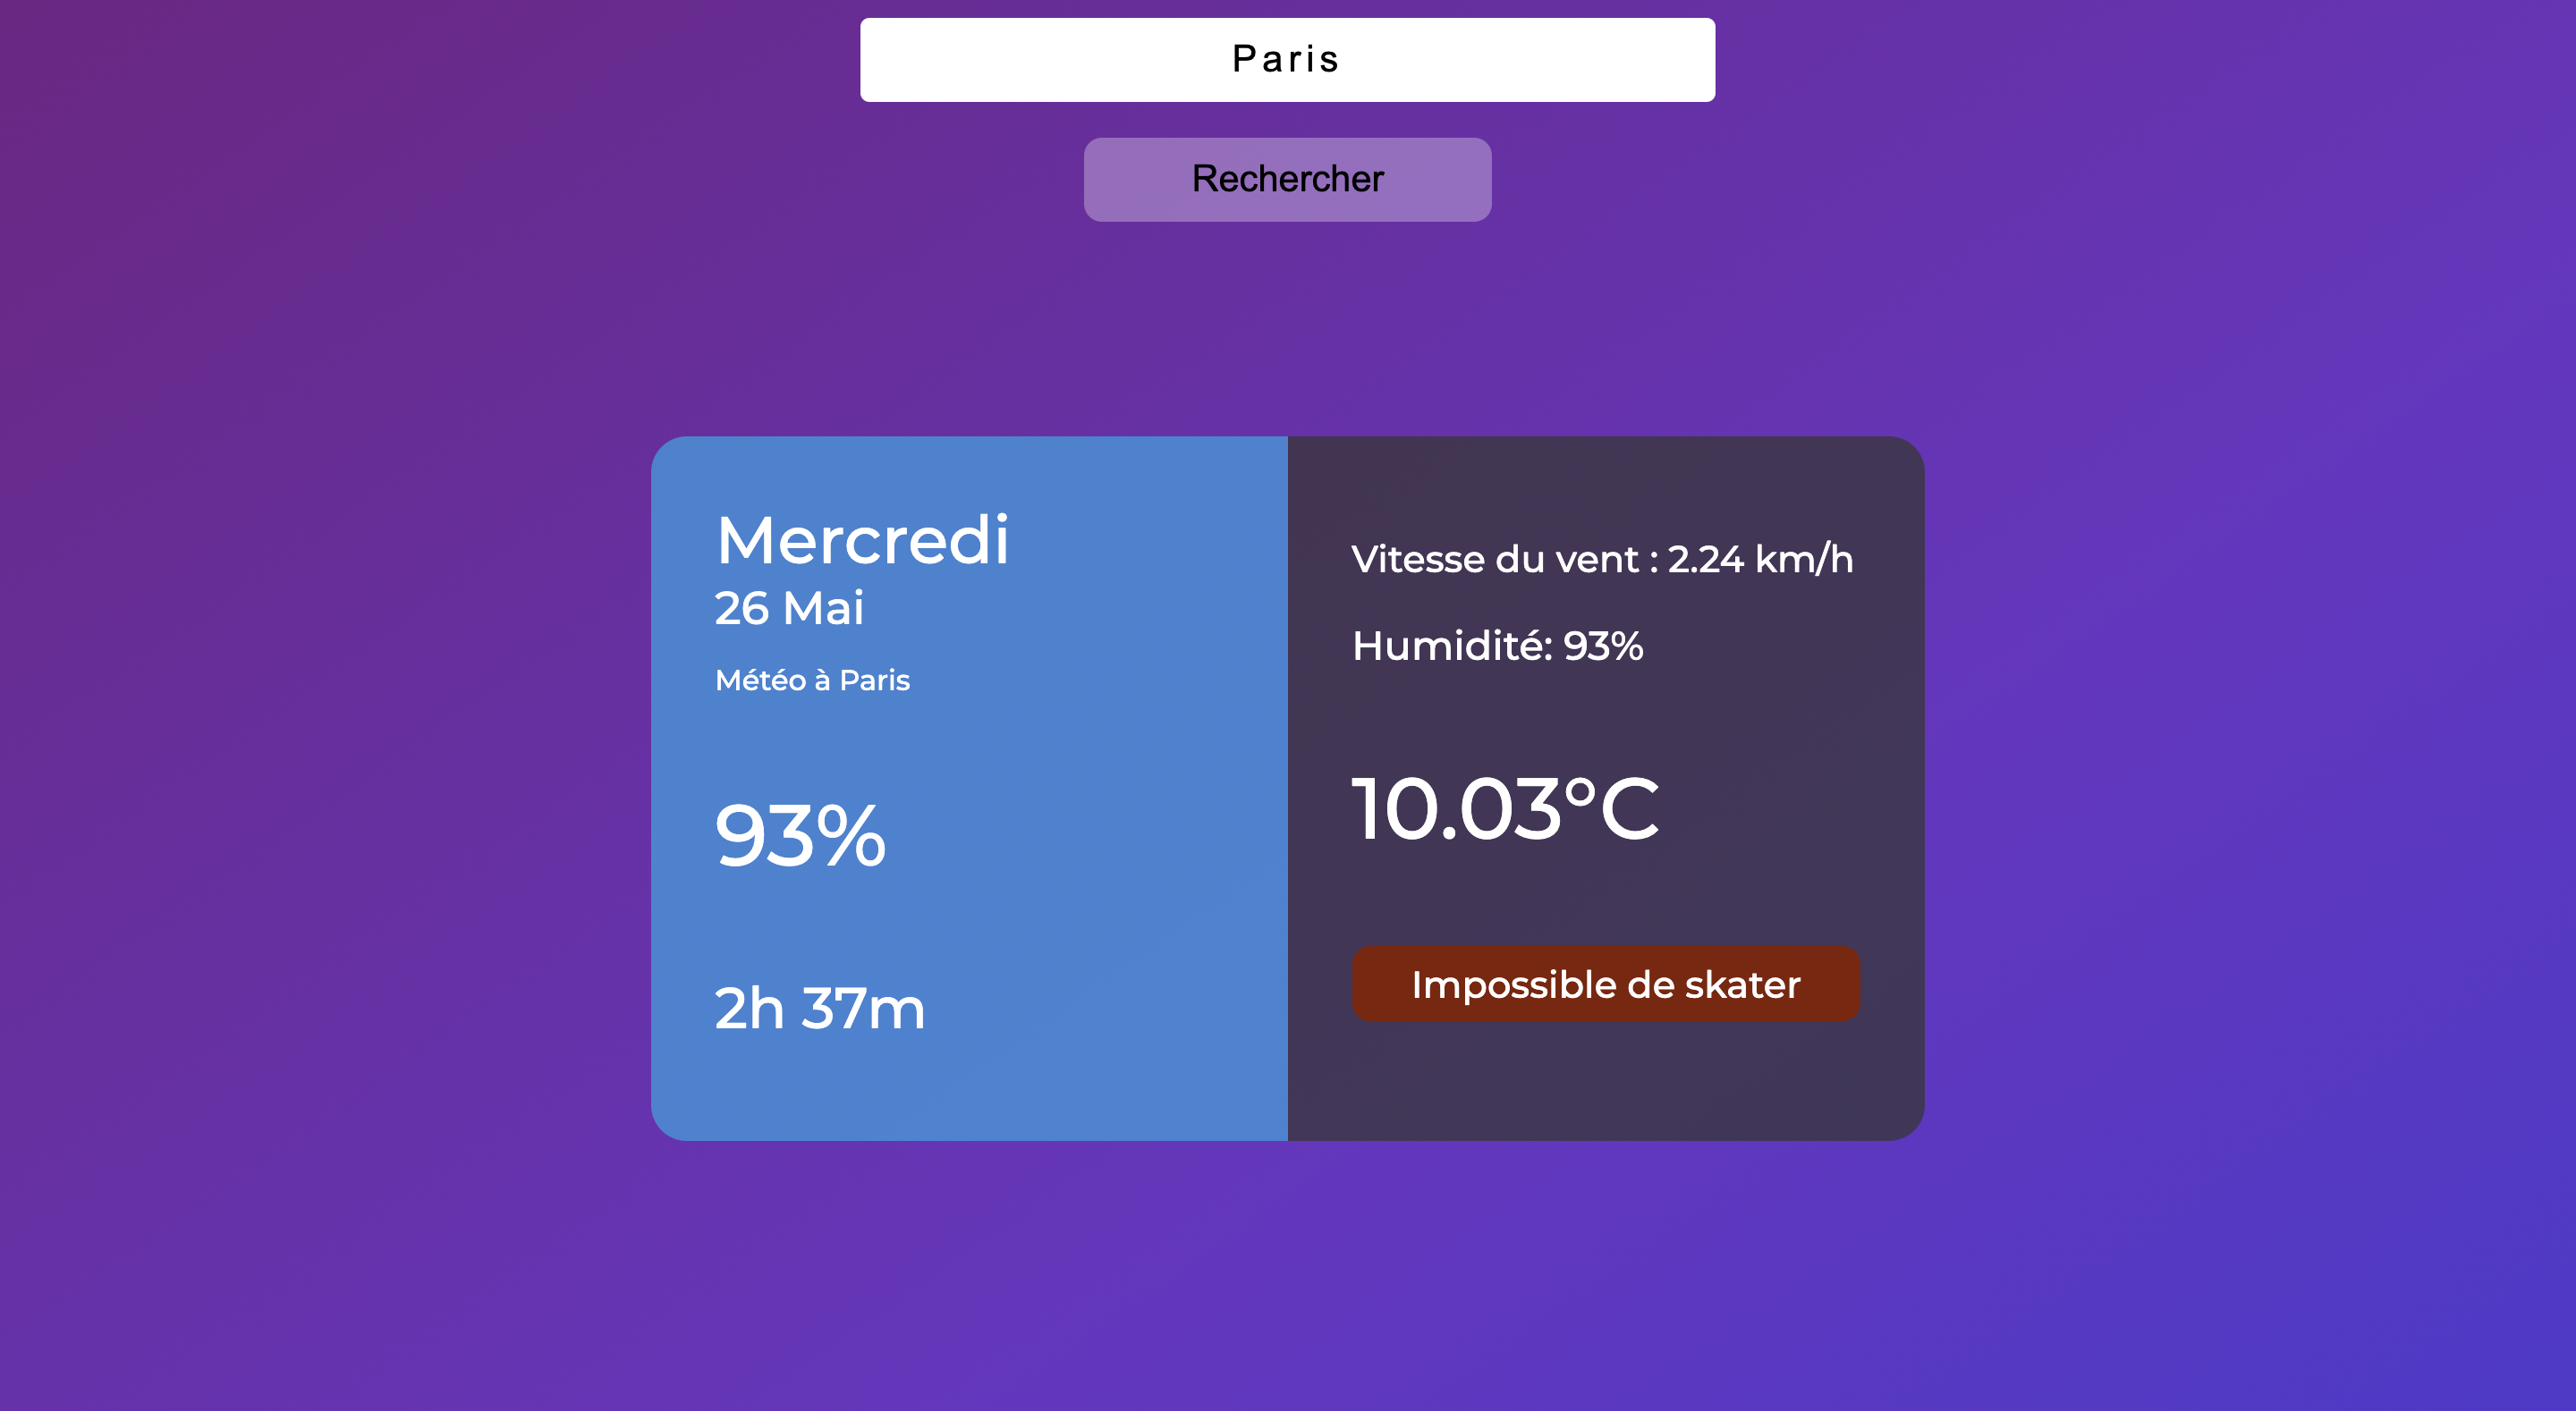 Paris
Rechercher
Mercredi
26 Mai
Météo à Paris
93%
2h 37m
Vitesse du vent : 2.24 km/h
Humidité: 93%
10.03°C
Impossible de skater